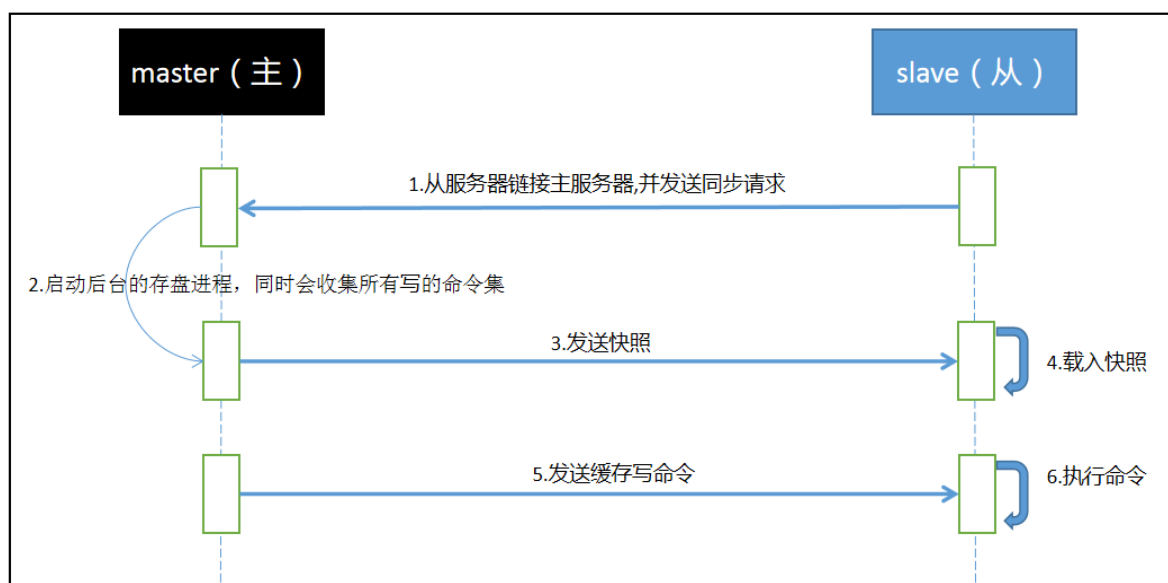 master（主）
slave（从）
1.从服务器链接主服务器,并发送同步请求
2.启动后台的存盘进程，同时会收集所有写的命令集
3.发送快照
4.载入快照
5.发送缓存写命令
6.执行命令